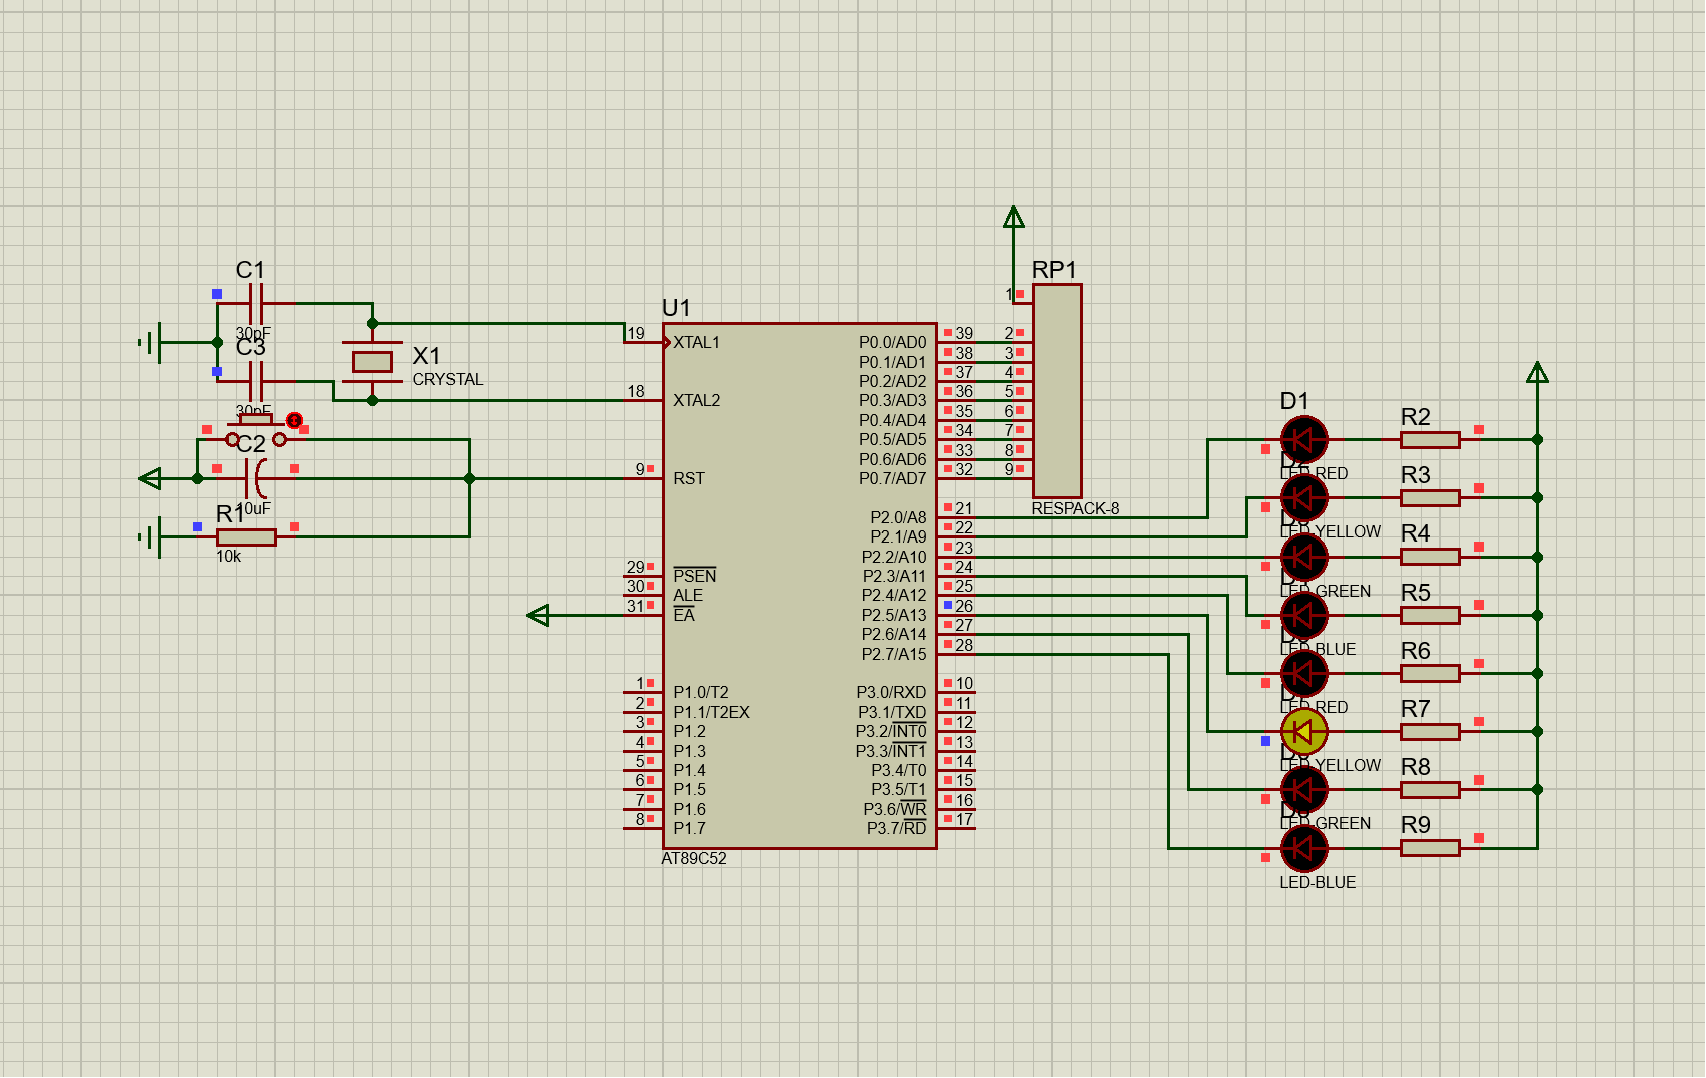 C1
30pF
C3
30pF
X1
CRYSTAL
C2
10uF
R1
10k
U1
19 XTAL1
18 XTAL2
9 RST
29 PSEN
30 ALE
31 EA
1 P1.0/T2
2 P1.1/T2EX
3 P1.2
4 P1.3
5 P1.4
6 P1.5
7 P1.6
8 P1.7
P0.0/AD0 39
P0.1/AD1 38
P0.2/AD2 37
P0.3/AD3 36
P0.4/AD4 35
P0.5/AD5 34
P0.6/AD6 33
P0.7/AD7 32
P2.0/A8 21
P2.1/A9 22
P2.2/A10 23
P2.3/A11 24
P2.4/A12 25
P2.5/A13 26
P2.6/A14 27
P2.7/A15 28
P3.0/RXD 10
P3.1/TXD 11
P3.2/INT0 12
P3.3/INT1 13
P3.4/T0 14
P3.5/T1 15
P3.6/WR 16
P3.7/RD 17
AT89C52
RP1
1
2
3
4
5
6
7
8
9
RESPACK-8
D1
LED-RED
LED-YELLOW
LED-GREEN
LED-BLUE
LED-RED
LED-YELLOW
LED-GREEN
LED-BLUE
R2
R3
R4
R5
R6
R7
R8
R9